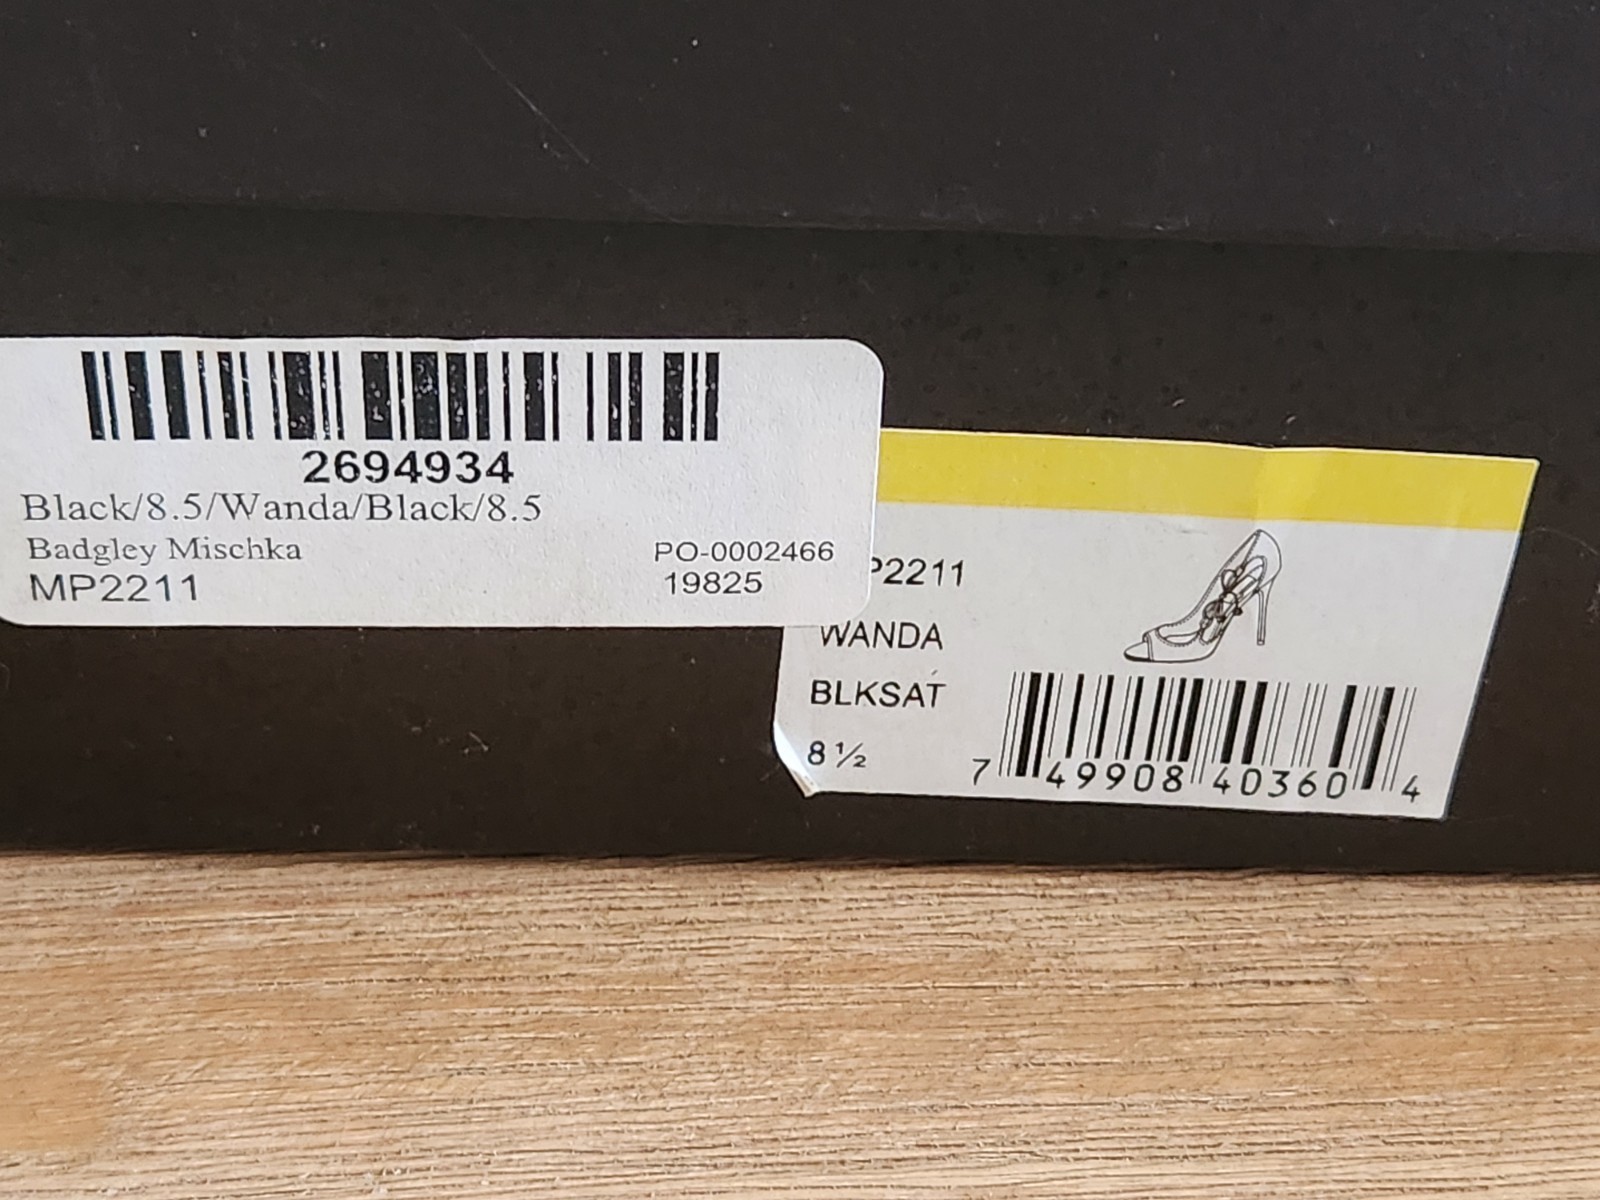 2694934
Black/8.5/Wanda/Black/8.5
Badgley Mischka
PO-0002466
MP2211
19825
P2211
WANDA
BLKSAT
8 ½
7 49908 40360 4